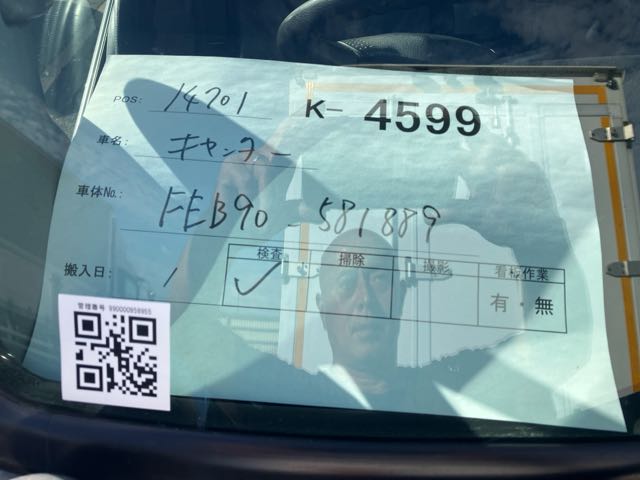 POS: 14701 K- 4599
車名: キャンター
車体No.: FEB90-581889
搬入日: / 検査 掃除 撮影 看板作業
✓ 有・無
管理番号 990000958955